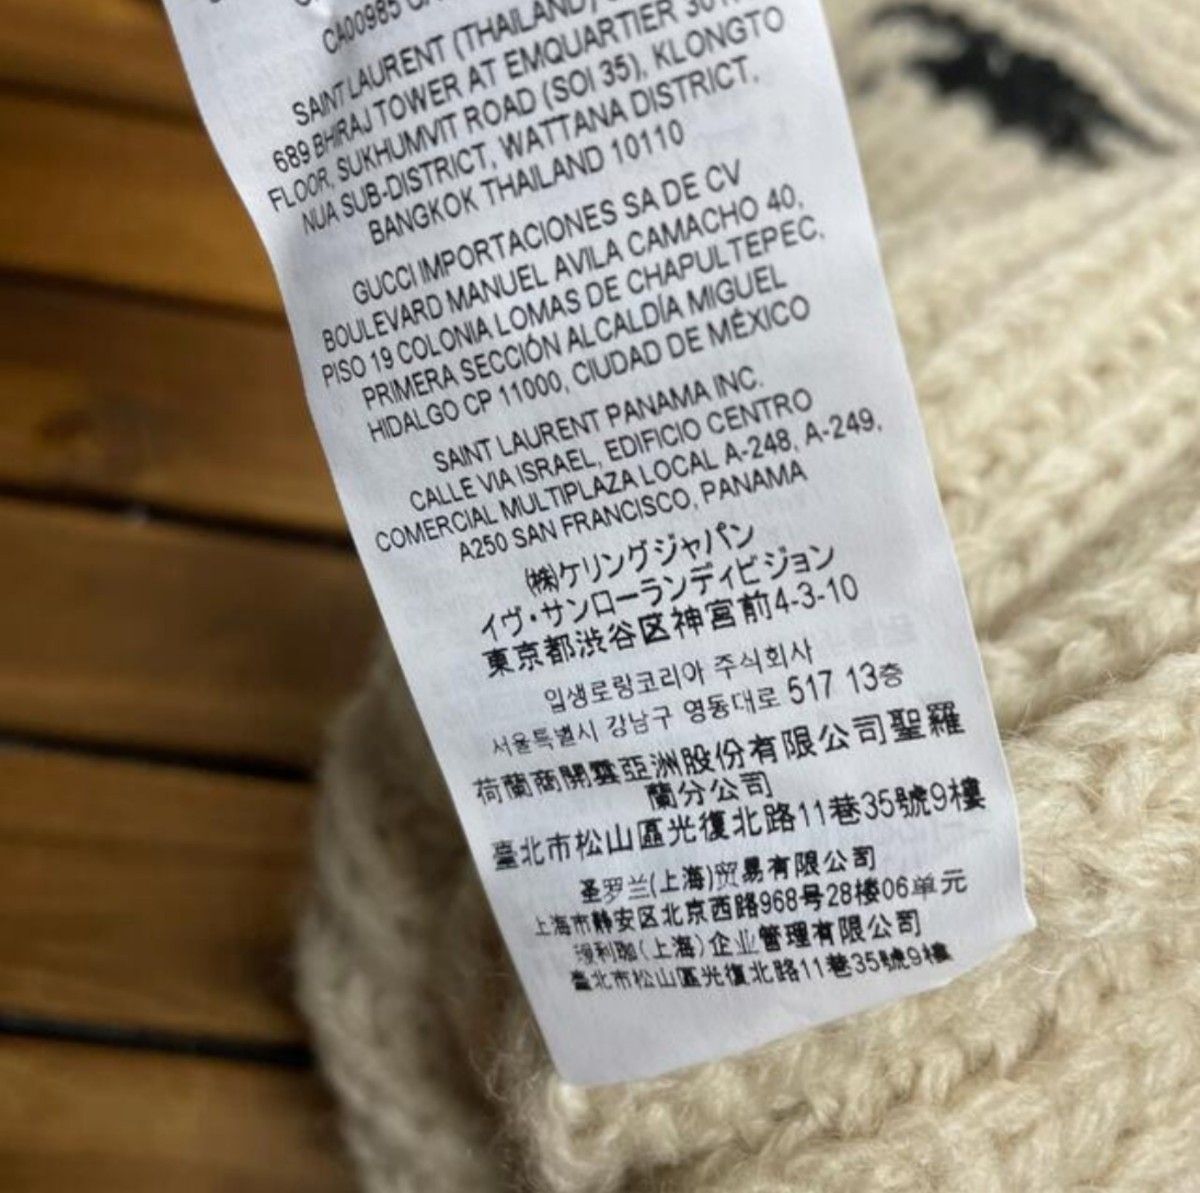 CA00985
SAINT LAURENT (THAILAND)
689 BHIRAJ TOWER AT EMQUARTIER
FLOOR, SUKHUMVIT ROAD (SOI 35), KLONGTO
NUA SUB-DISTRICT, WATTANA DISTRICT,
BANGKOK THAILAND 10110
GUCCI IMPORTACIONES SA DE CV
BOULEVARD MANUEL AVILA CAMACHO 40,
PISO 19 COLONIA LOMAS DE CHAPULTEPEC,
PRIMERA SECCIÓN ALCALDÍA MIGUEL
HIDALGO CP 11000, CIUDAD DE MÉXICO
SAINT LAURENT PANAMA INC.
CALLE VIA ISRAEL, EDIFICIO CENTRO
COMERCIAL MULTIPLAZA LOCAL A-248, A-249,
A250 SAN FRANCISCO, PANAMA
(株)ケリングジャパン
イヴ・サンローランディビジョン
東京都渋谷区神宮前4-3-10
입생로랑코리아 주식회사
서울특별시 강남구 영동대로 517 13층
荷蘭商開雲亞洲股份有限公司聖羅
蘭分公司
臺北市松山區光復北路11巷35號9樓
圣罗兰(上海)贸易有限公司
上海市静安区北京西路968号28楼06单元
(上海)企业管理有限公司
臺北市松山區光復北路11巷35號9樓